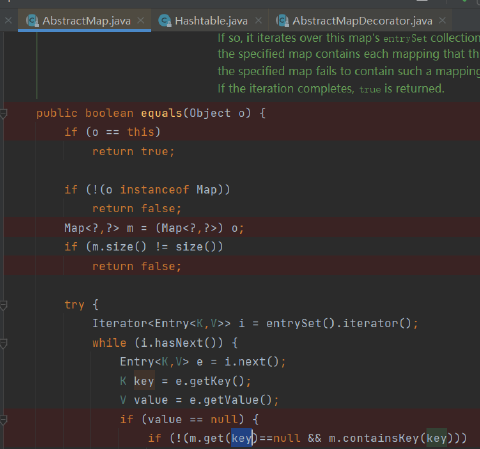 AbstractMap.java × Hashtable.java × AbstractMapDecorator.java ×
If so, it iterates over this map's entrySet collection
the specified map contains each mapping that th
the specified map fails to contain such a mapping
If the iteration completes, true is returned.
public boolean equals(Object o) {
if (o == this)
return true;
if (!(o instanceof Map))
return false;
Map<?,?> m = (Map<?,?>) o;
if (m.size() != size())
return false;
try {
Iterator<Entry<K,V>> i = entrySet().iterator();
while (i.hasNext()) {
Entry<K,V> e = i.next();
K key = e.getKey();
V value = e.getValue();
if (value == null) {
if (!(m.get(key)==null && m.containsKey(key)))